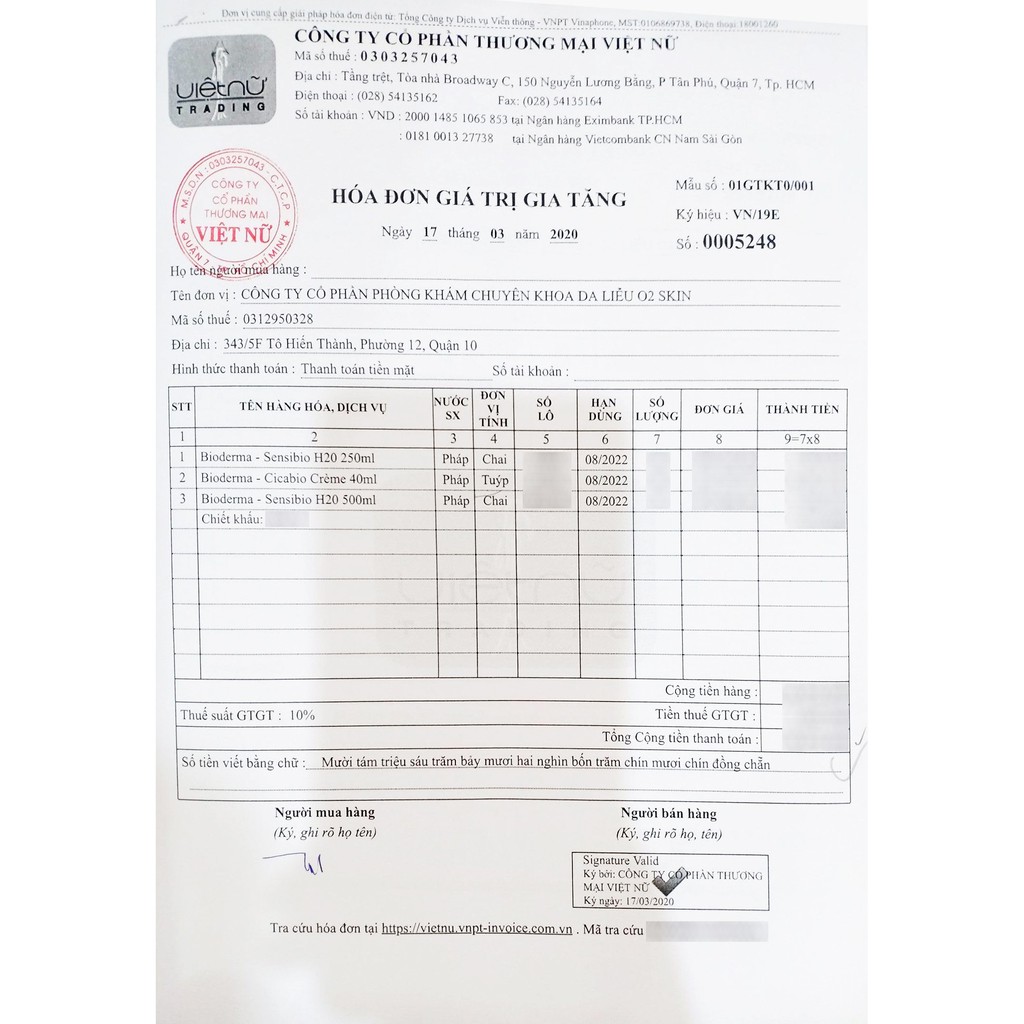 Đơn vị cung cấp giải pháp hóa đơn điện tử: Tổng Công ty Dịch vụ Viễn thông - VNPT Vinaphone, MST:0106869738, Điện thoại:18001260
việtnữ
TRADING
CÔNG TY CỔ PHẦN THƯƠNG MẠI VIỆT NỮ
Mã số thuế : 0303257043
Địa chỉ : Tầng trệt, Tòa nhà Broadway C, 150 Nguyễn Lương Bằng, P Tân Phú, Quận 7, Tp. HCM
Điện thoại : (028) 54135162 Fax: (028) 54135164
Số tài khoản : VND : 2000 1485 1065 853 tại Ngân hàng Eximbank TP.HCM
: 0181 0013 27738 tại Ngân hàng Vietcombank CN Nam Sài Gòn
M.S.D.N : 0303257043 - C.T.C.P
CÔNG TY
CỔ PHẦN
THƯƠNG MẠI
VIỆT NỮ
QUẬN 7 - TP. HỒ CHÍ MINH
HÓA ĐƠN GIÁ TRỊ GIA TĂNG
Ngày 17 tháng 03 năm 2020
Mẫu số : 01GTKT0/001
Ký hiệu : VN/19E
Số : 0005248
Họ tên người mua hàng :
Tên đơn vị : CÔNG TY CỔ PHẦN PHÒNG KHÁM CHUYÊN KHOA DA LIỄU O2 SKIN
Mã số thuế : 0312950328
Địa chỉ : 343/5F Tô Hiến Thành, Phường 12, Quận 10
Hình thức thanh toán : Thanh toán tiền mặt Số tài khoản :
STT TÊN HÀNG HÓA, DỊCH VỤ NƯỚC SX ĐƠN VỊ TÍNH SỐ LÔ HẠN DÙNG SỐ LƯỢNG ĐƠN GIÁ THÀNH TIỀN
1 2 3 4 5 6 7 8 9=7x8
1 Bioderma - Sensibio H20 250ml Pháp Chai 08/2022
2 Bioderma - Cicabio Crème 40ml Pháp Tuýp 08/2022
3 Bioderma - Sensibio H20 500ml Pháp Chai 08/2022
Chiết khấu:
việtnữ
TRADING
Cộng tiền hàng :
Thuế suất GTGT : 10% Tiền thuế GTGT :
Tổng Cộng tiền thanh toán :
Số tiền viết bằng chữ : Mười tám triệu sáu trăm bảy mươi hai nghìn bốn trăm chín mươi chín đồng chẵn
Người mua hàng Người bán hàng
(Ký, ghi rõ họ tên) (Ký, ghi rõ họ, tên)
Signature Valid
Ký bởi: CÔNG TY CỔ PHẦN THƯƠNG
MẠI VIỆT NỮ
Ký ngày: 17/03/2020
Tra cứu hóa đơn tại https://vietnu.vnpt-invoice.com.vn . Mã tra cứu